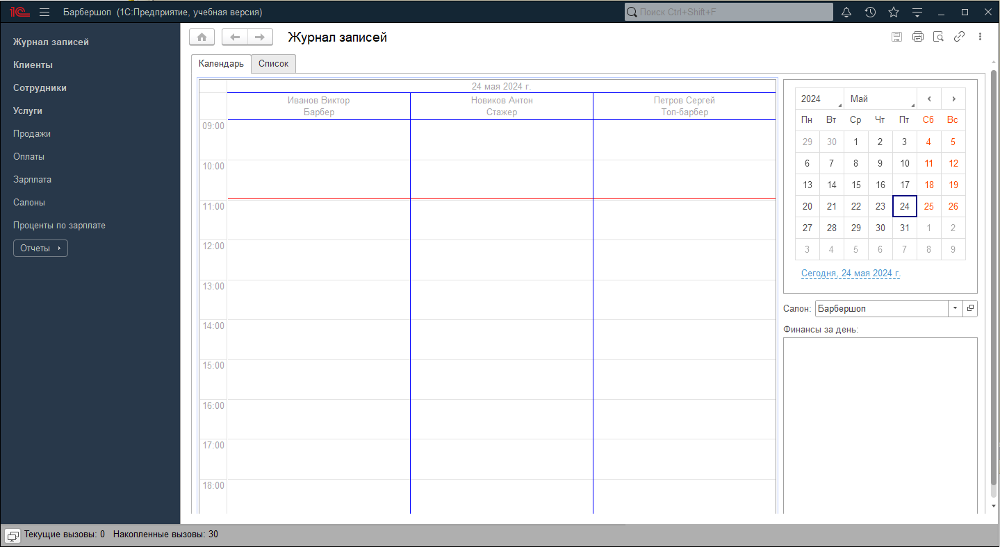 1С Барбершоп (1С:Предприятие, учебная версия) Поиск Ctrl+Shift+F
Журнал записей
Клиенты
Сотрудники
Услуги
Продажи
Оплаты
Зарплата
Салоны
Проценты по зарплате
Отчеты
Журнал записей
Календарь Список
24 мая 2024 г.
Иванов Виктор Новиков Антон Петров Сергей
Барбер Стажер Топ-барбер
09:00
10:00
11:00
12:00
13:00
14:00
15:00
16:00
17:00
18:00
2024 Май
Пн Вт Ср Чт Пт Сб Вс
29 30 1 2 3 4 5
6 7 8 9 10 11 12
13 14 15 16 17 18 19
20 21 22 23 24 25 26
27 28 29 30 31 1 2
3 4 5 6 7 8 9
Сегодня, 24 мая 2024 г.
Салон: Барбершоп
Финансы за день:
Текущие вызовы: 0 Накопленные вызовы: 30